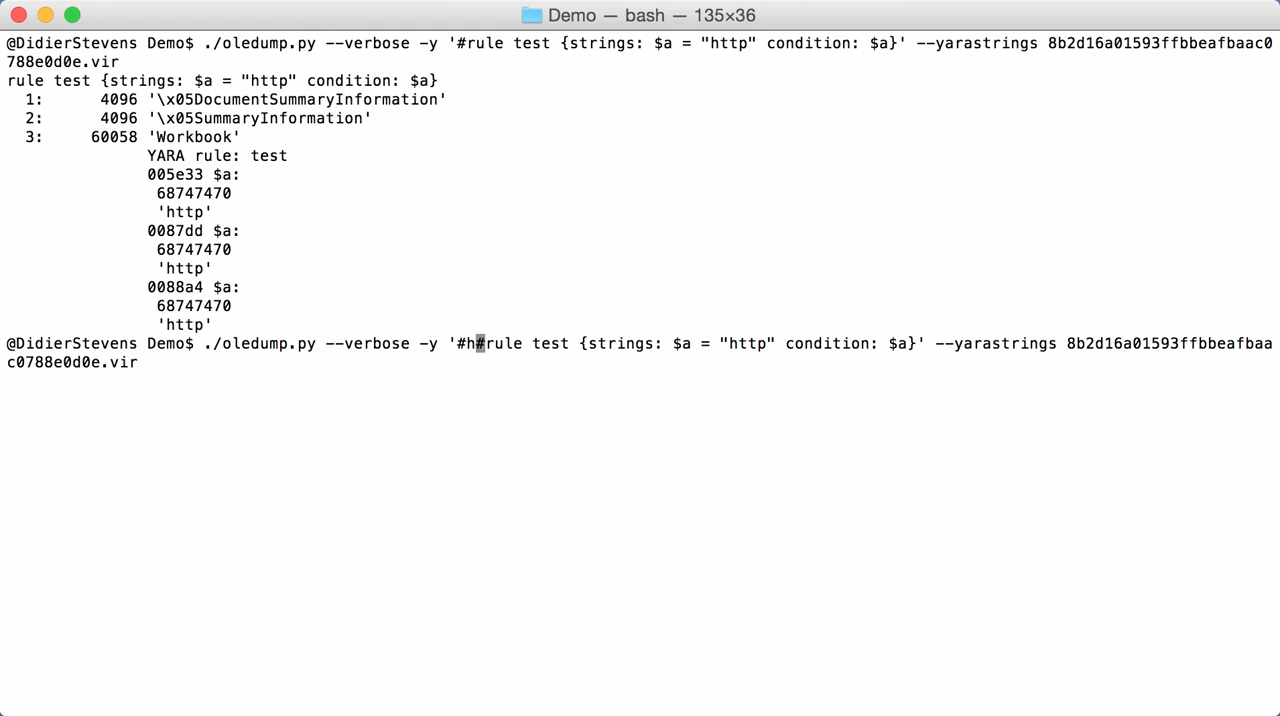 Demo — bash — 135×36
@DidierStevens Demo$ ./oledump.py --verbose -y '#rule test {strings: $a = "http" condition: $a}' --yarastrings 8b2d16a01593ffbbeafbaac0
788e0d0e.vir
rule test {strings: $a = "http" condition: $a}
  1:      4096 '\x05DocumentSummaryInformation'
  2:      4096 '\x05SummaryInformation'
  3:     60058 'Workbook'
               YARA rule: test
               005e33 $a:
                68747470
                'http'
               0087dd $a:
                68747470
                'http'
               0088a4 $a:
                68747470
                'http'
@DidierStevens Demo$ ./oledump.py --verbose -y '#h#rule test {strings: $a = "http" condition: $a}' --yarastrings 8b2d16a01593ffbbeafbaa
c0788e0d0e.vir